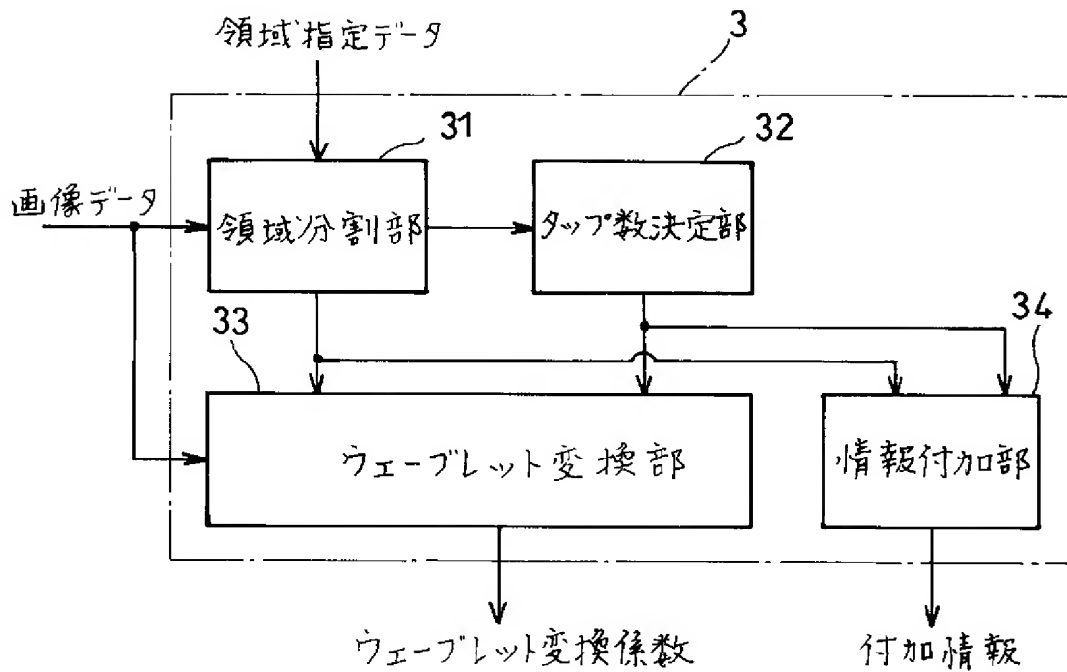 領域指定データ
3
31
32
画像データ
領域分割部
タップ数決定部
33
34
ウェーブレット変換部
情報付加部
ウェーブレット変換係数
付加情報